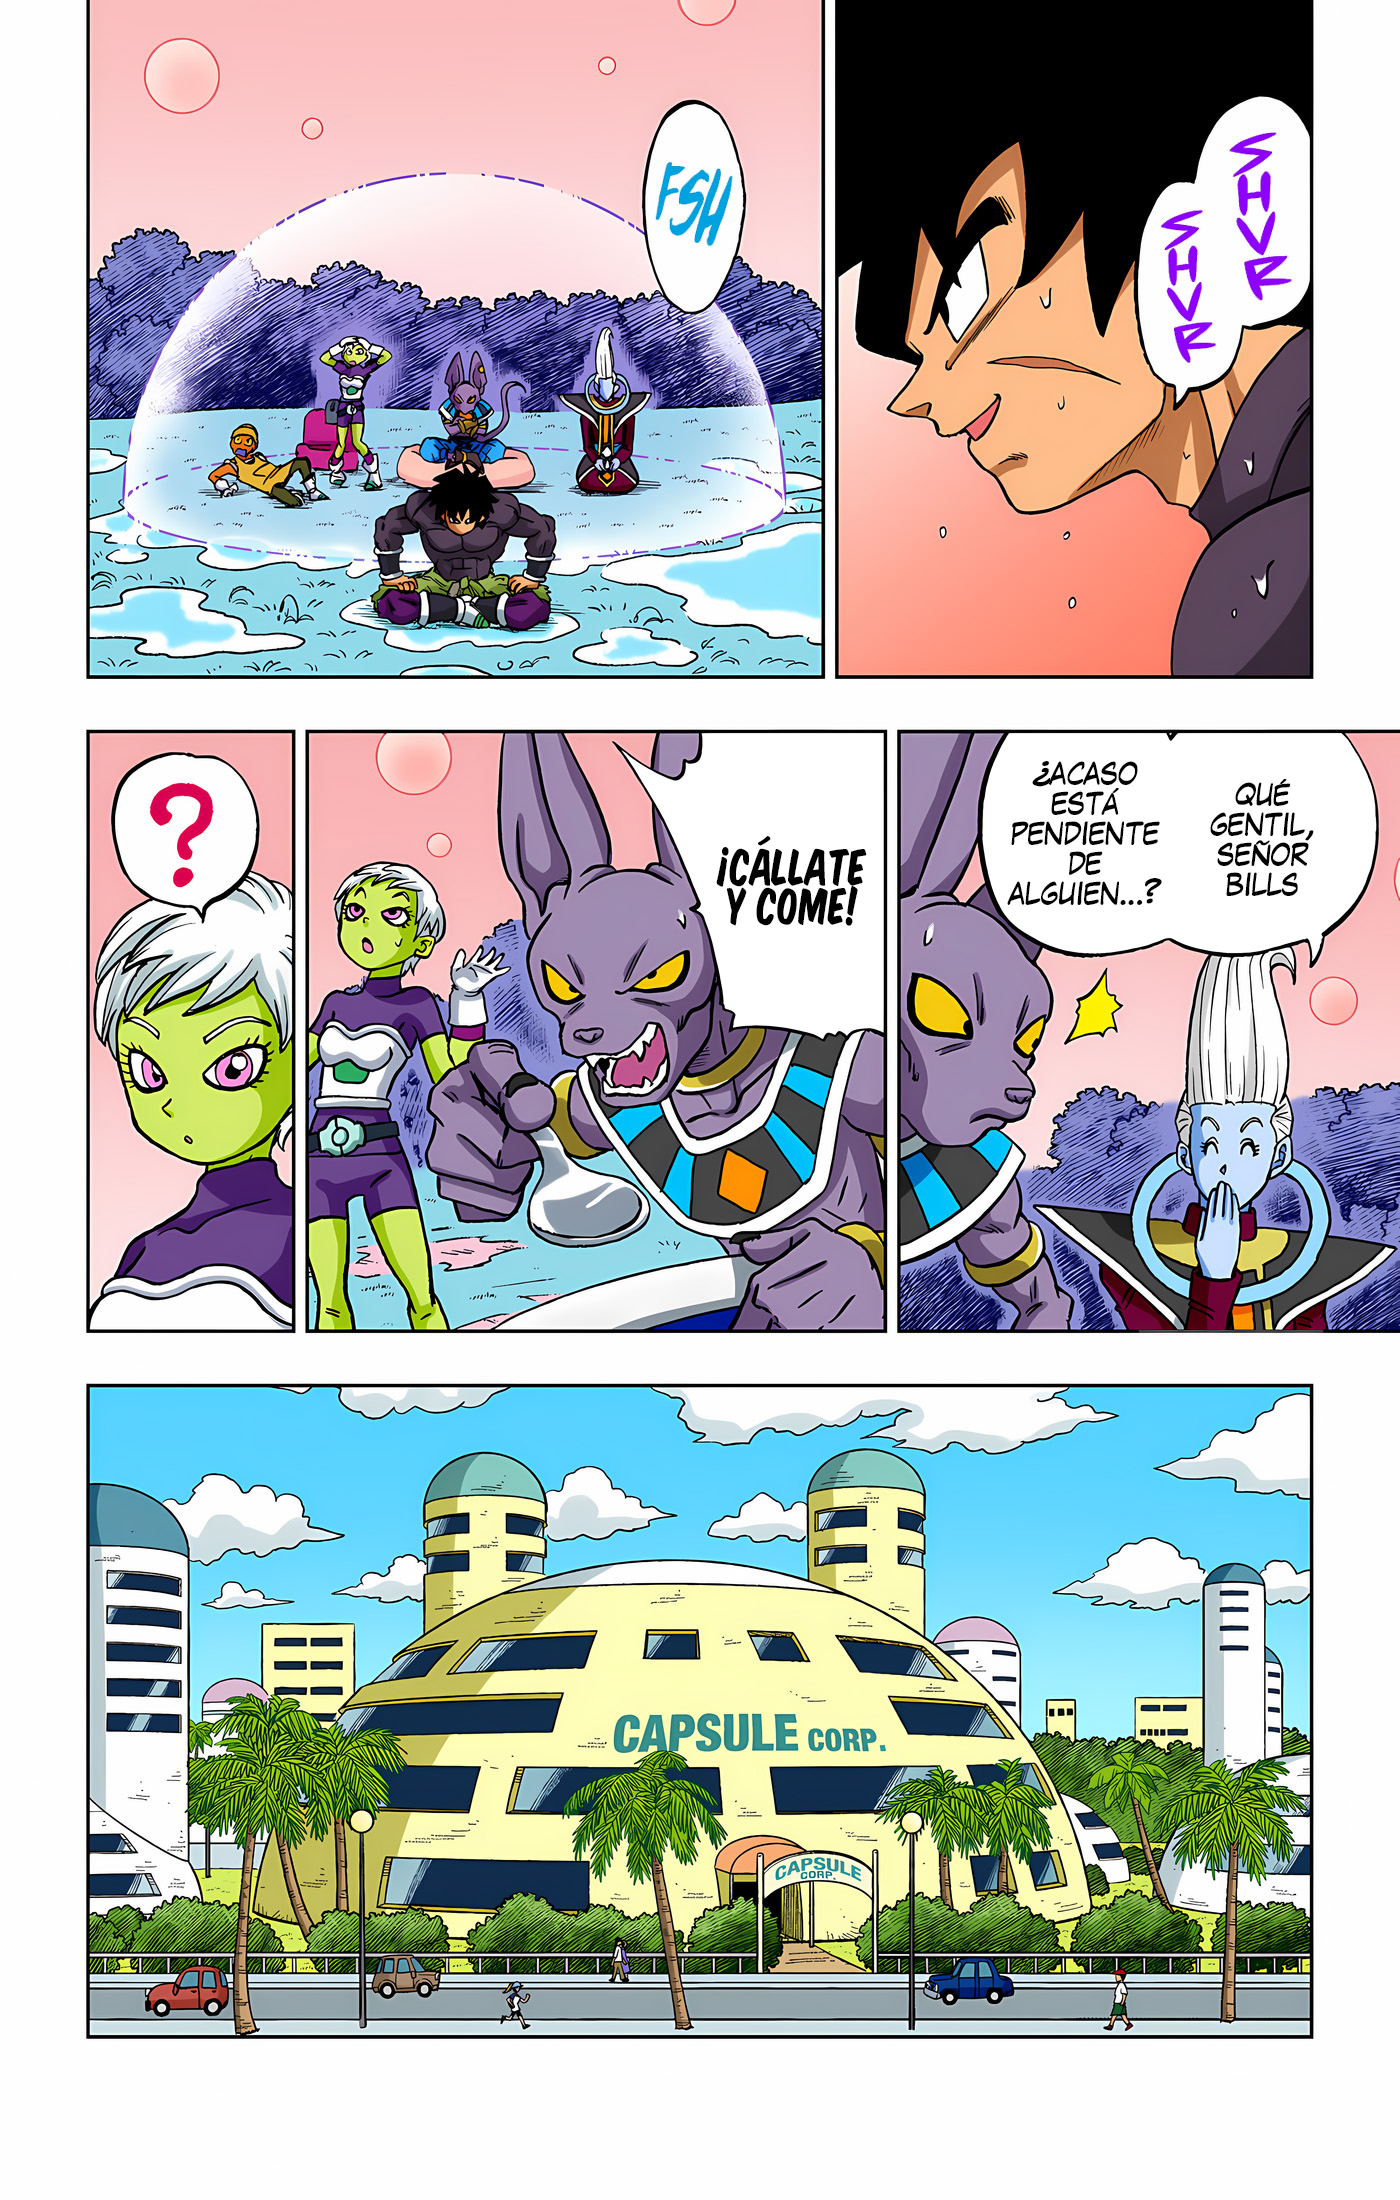 SHVR
SHVR
FSH
QUÉ
GENTIL,
SEÑOR
BILLS
¿ACASO
ESTÁ
PENDIENTE
DE
ALGUIEN...?
¡CÁLLATE
Y COME!
?
CAPSULE CORP.
CAPSULE
CORP.